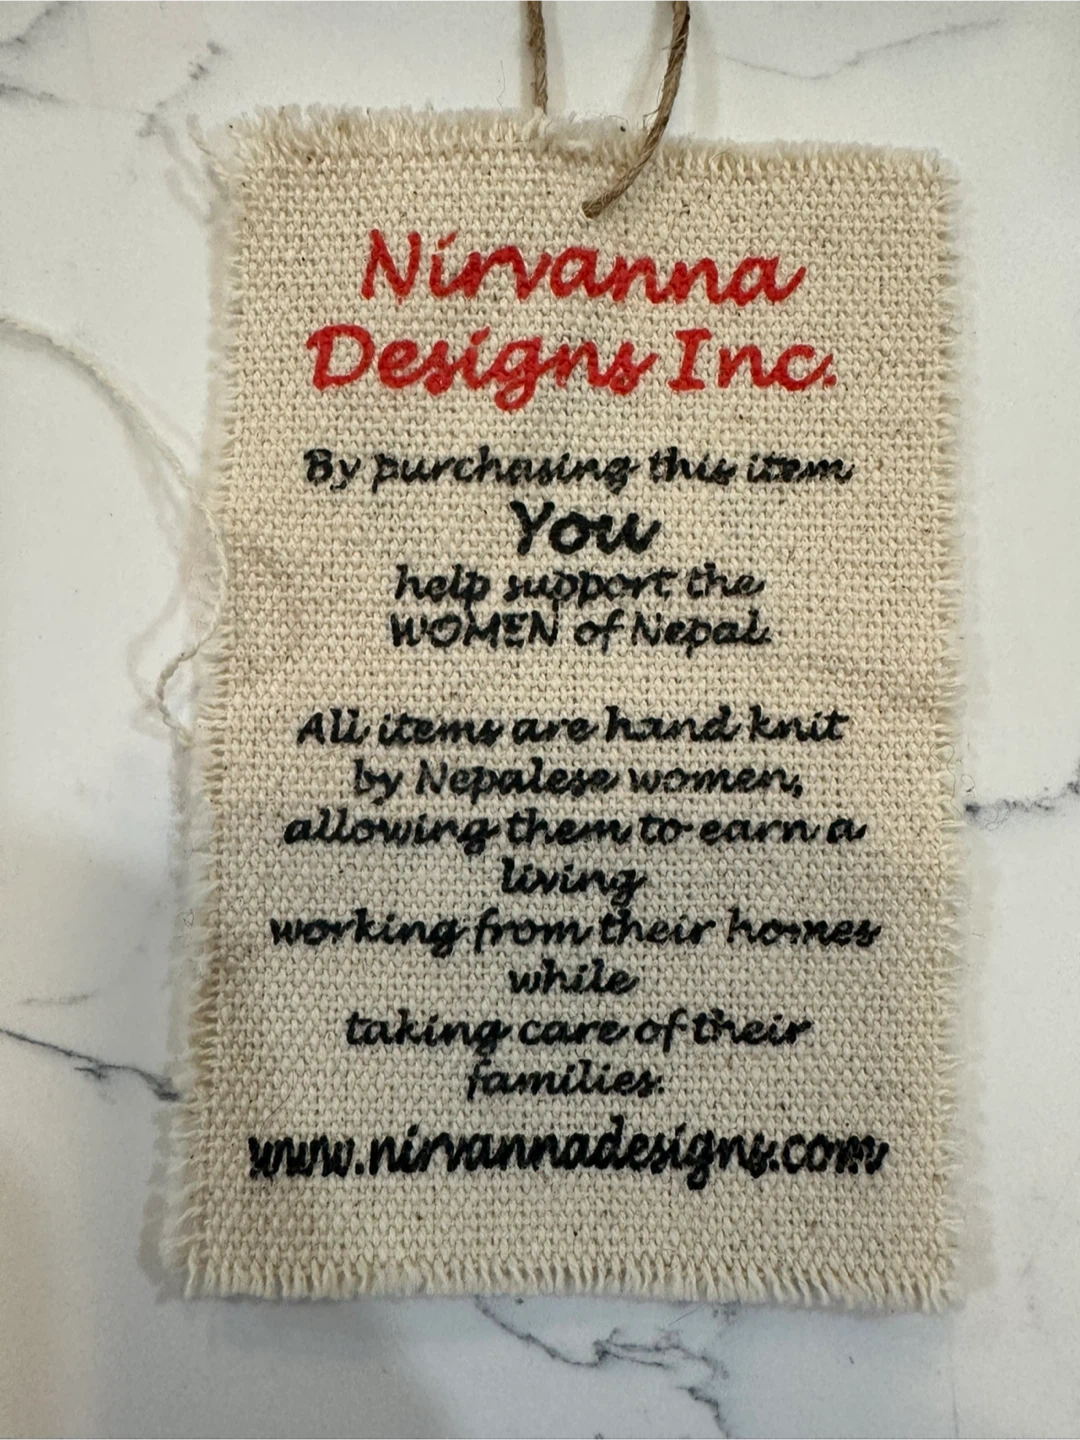 Nirvanna
Designs Inc.
By purchasing this item
You
help support the
WOMEN of Nepal.
All items are hand knit
by Nepalese women,
allowing them to earn a
living
working from their homes
while
taking care of their
families.
www.nirvannadesigns.com